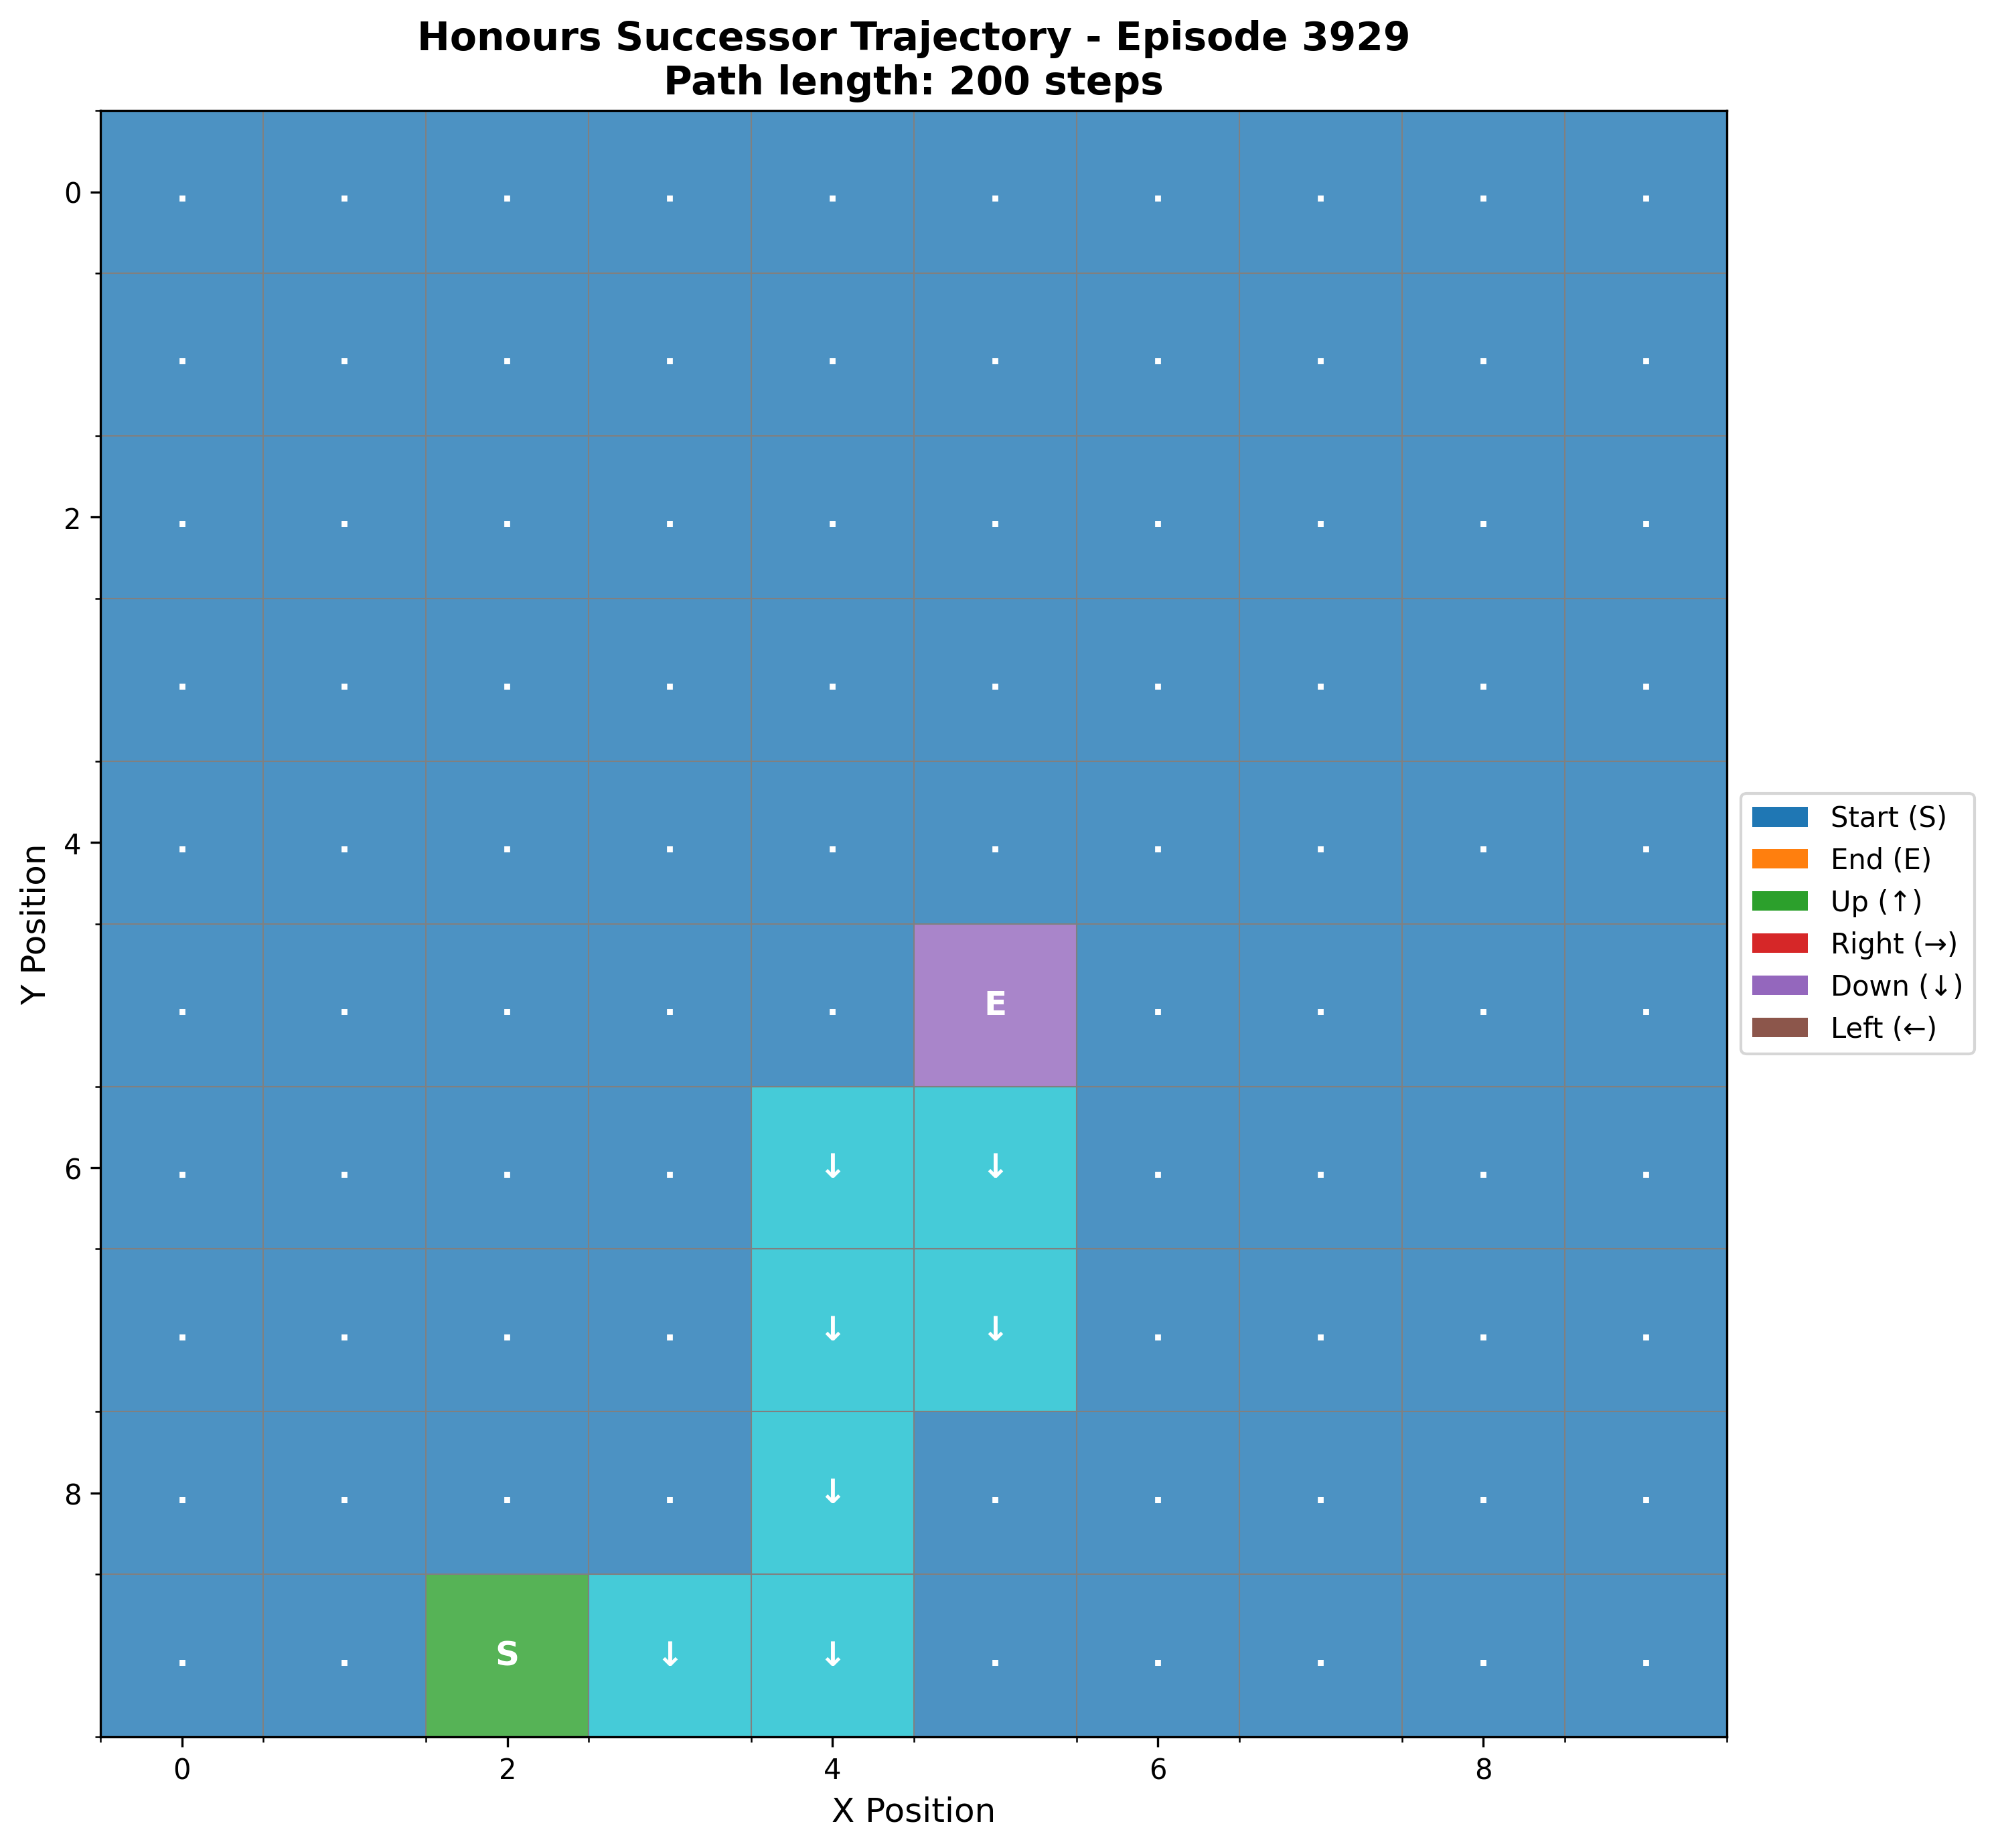 Honours Successor Trajectory - Episode 3929
Path length: 200 steps
0
. . . . . . . . . .
. . . . . . . . . .
2
. . . . . . . . . .
. . . . . . . . . .
4
. . . . . . . . . .
. . . . . E . . . .
6
. . . . ↓ ↓ . . . .
. . . . ↓ ↓ . . . .
8
. . . . ↓ . . . . .
. . S ↓ ↓ . . . . .
0 2 4 6 8
X Position
Y Position
Start (S)
End (E)
Up (↑)
Right (→)
Down (↓)
Left (←)